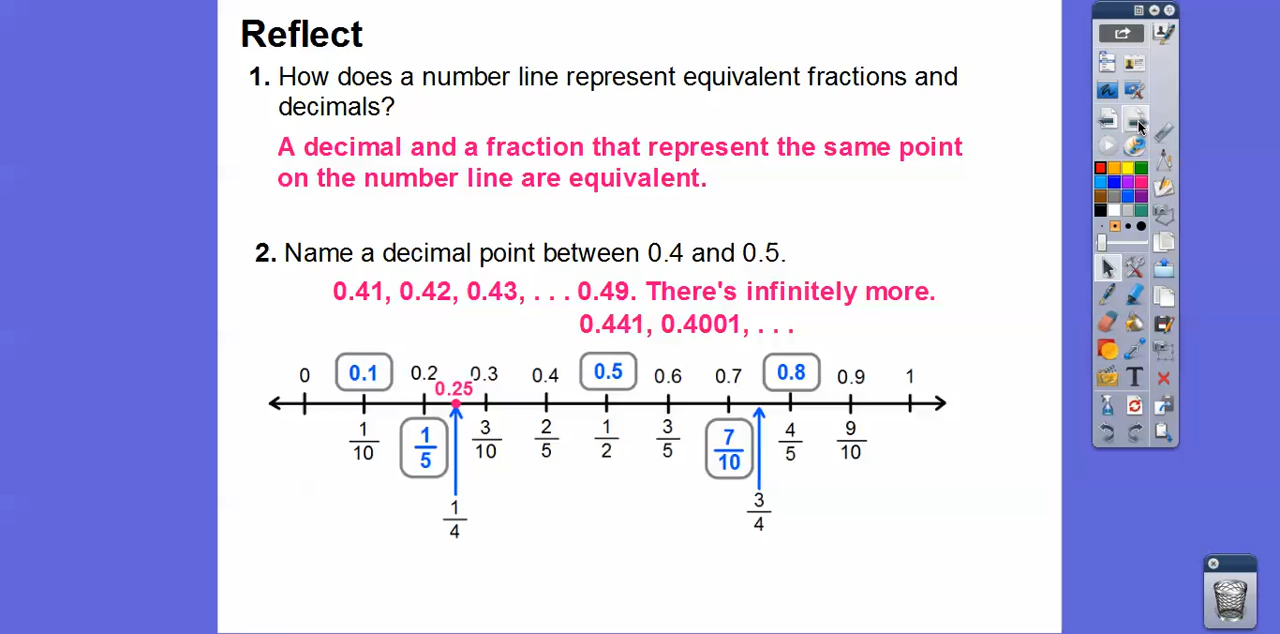 Reflect
1. How does a number line represent equivalent fractions and
decimals?
A decimal and a fraction that represent the same point
on the number line are equivalent.
2. Name a decimal point between 0.4 and 0.5.
0.41, 0.42, 0.43, . . . 0.49. There's infinitely more.
0.441, 0.4001, . . .
0 0.1 0.2 0.3 0.4 0.5 0.6 0.7 0.8 0.9 1
0.25
1/10 1/5 3/10 2/5 1/2 3/5 7/10 4/5 9/10
1/4 3/4
T